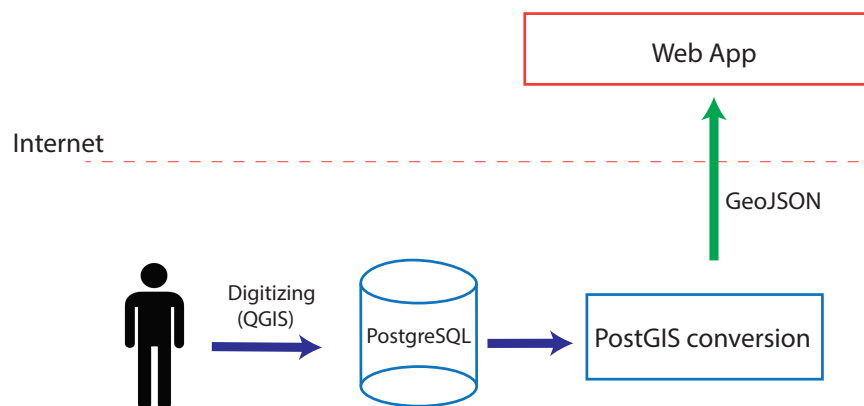 Web App
Internet
GeoJSON
Digitizing
(QGIS)
PostgreSQL
PostGIS conversion